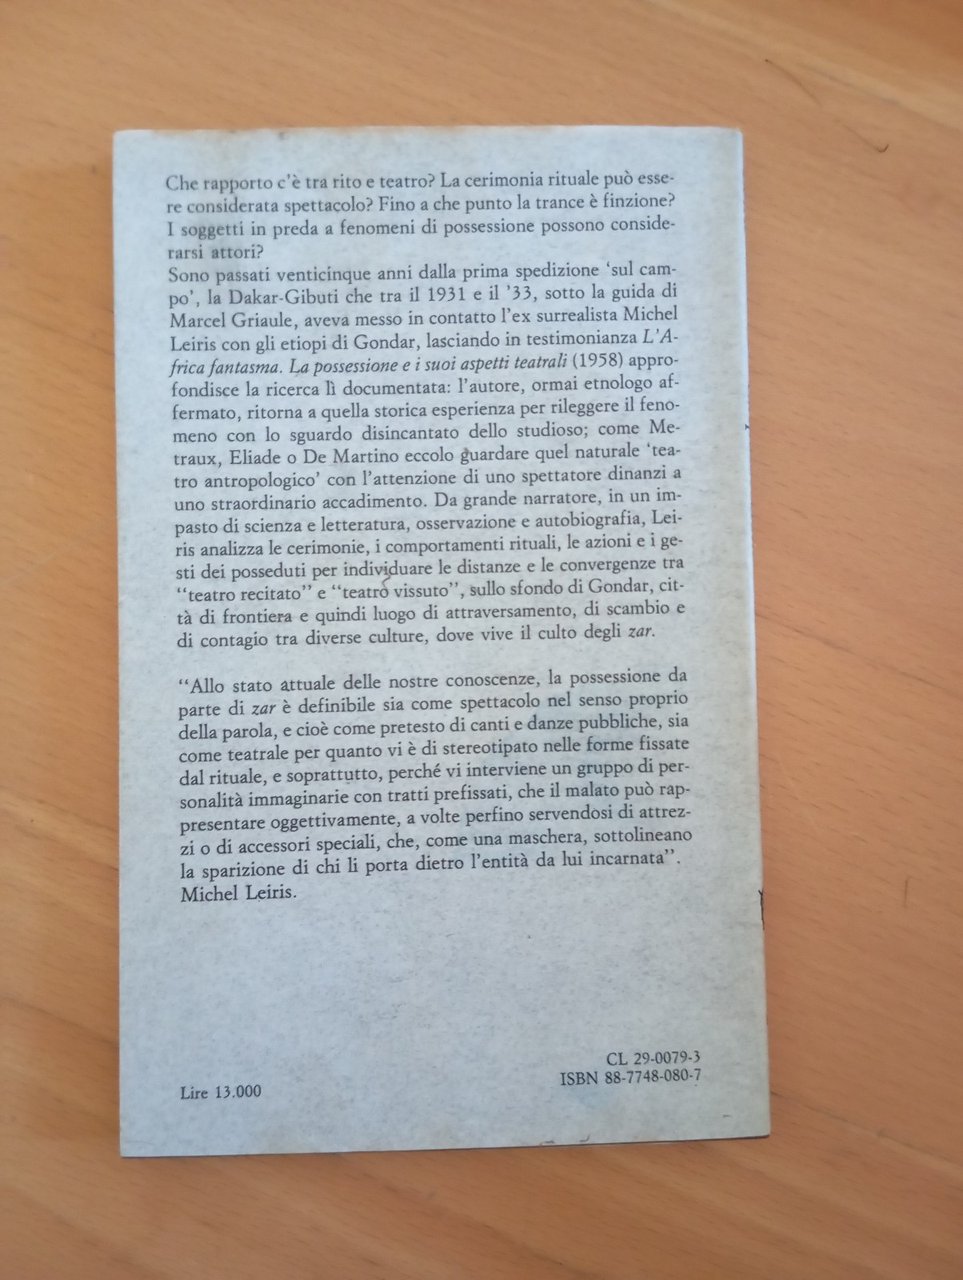 Che rapporto c'è tra rito e teatro? La cerimonia rituale può esse-
re considerata spettacolo? Fino a che punto la trance è finzione?
I soggetti in preda a fenomeni di possessione possono conside-
rarsi attori?
Sono passati venticinque anni dalla prima spedizione 'sul cam-
po', la Dakar-Gibuti che tra il 1931 e il '33, sotto la guida di
Marcel Griaule, aveva messo in contatto l'ex surrealista Michel
Leiris con gli etiopi di Gondar, lasciando in testimonianza L'A-
frica fantasma. La possessione e i suoi aspetti teatrali (1958) appro-
fondisce la ricerca lì documentata: l'autore, ormai etnologo af-
fermato, ritorna a quella storica esperienza per rileggere il feno-
meno con lo sguardo disincantato dello studioso; come Me-
traux, Eliade o De Martino eccolo guardare quel naturale 'tea-
tro antropologico' con l'attenzione di uno spettatore dinanzi a
uno straordinario accadimento. Da grande narratore, in un im-
pasto di scienza e letteratura, osservazione e autobiografia, Lei-
ris analizza le cerimonie, i comportamenti rituali, le azioni e i ge-
sti dei posseduti per individuare le distanze e le convergenze tra
"teatro recitato" e "teatro vissuto", sullo sfondo di Gondar, cit-
tà di frontiera e quindi luogo di attraversamento, di scambio e
di contagio tra diverse culture, dove vive il culto degli zar.
"Allo stato attuale delle nostre conoscenze, la possessione da
parte di zar è definibile sia come spettacolo nel senso proprio
della parola, e cioè come pretesto di canti e danze pubbliche, sia
come teatrale per quanto vi è di stereotipato nelle forme fissate
dal rituale, e soprattutto, perché vi interviene un gruppo di per-
sonalità immaginarie con tratti prefissati, che il malato può rap-
presentare oggettivamente, a volte perfino servendosi di attrez-
zi o di accessori speciali, che, come una maschera, sottolineano
la sparizione di chi li porta dietro l'entità da lui incarnata".
Michel Leiris.
CL 29-0079-3
ISBN 88-7748-080-7
Lire 13.000